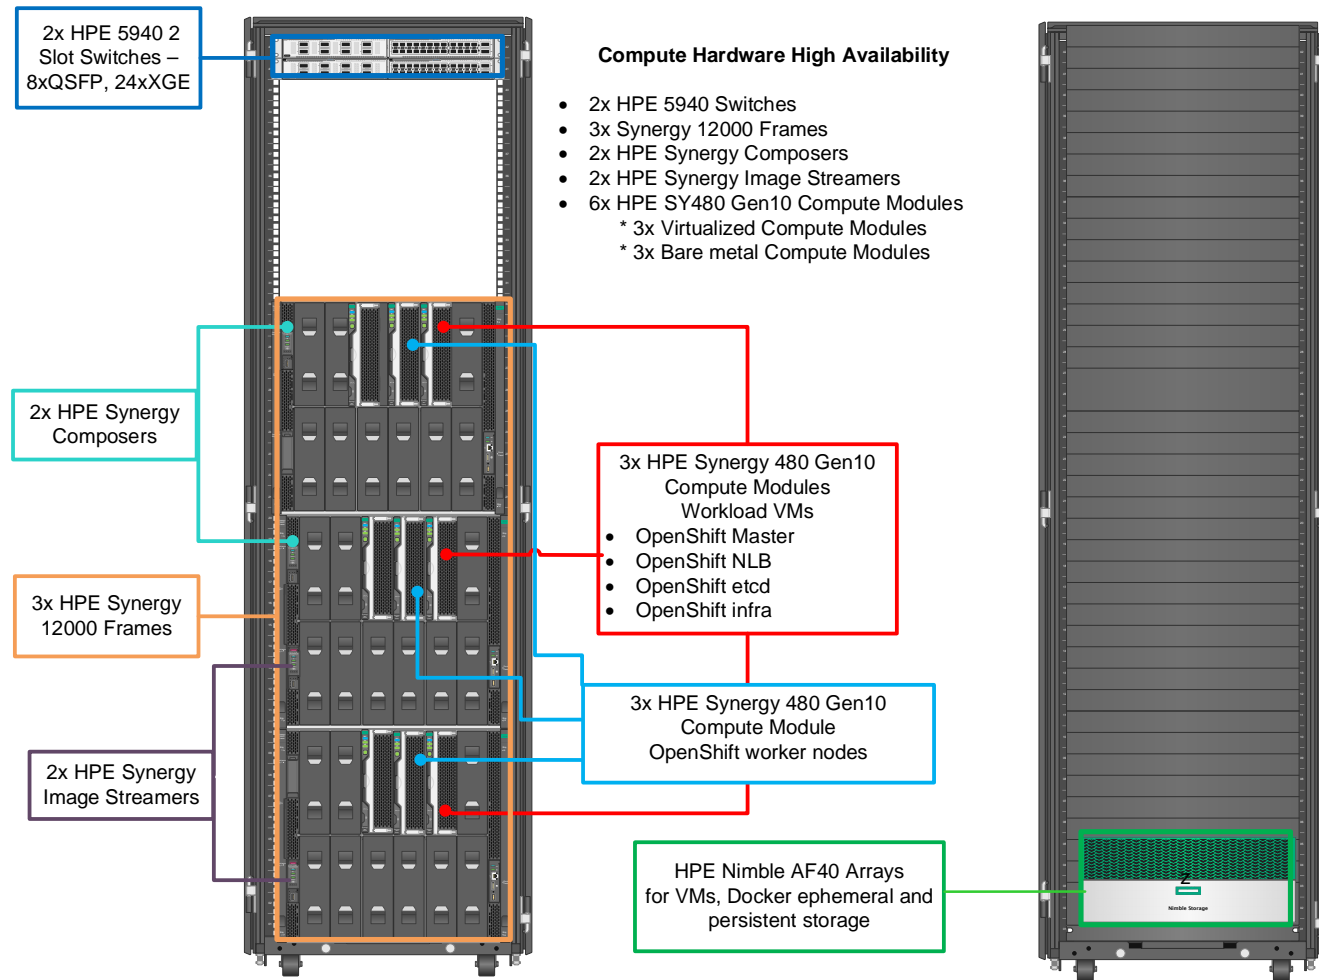 2x HPE 5940 2
Slot Switches –
8xQSFP, 24xXGE
Compute Hardware High Availability
• 2x HPE 5940 Switches
• 3x Synergy 12000 Frames
• 2x HPE Synergy Composers
• 2x HPE Synergy Image Streamers
• 6x HPE SY480 Gen10 Compute Modules
* 3x Virtualized Compute Modules
* 3x Bare metal Compute Modules
2x HPE Synergy
Composers
3x HPE Synergy 480 Gen10
Compute Modules
Workload VMs
• OpenShift Master
• OpenShift NLB
• OpenShift etcd
• OpenShift infra
3x HPE Synergy
12000 Frames
3x HPE Synergy 480 Gen10
Compute Module
OpenShift worker nodes
2x HPE Synergy
Image Streamers
HPE Nimble AF40 Arrays
for VMs, Docker ephemeral and
persistent storage
Z
Nimble Storage